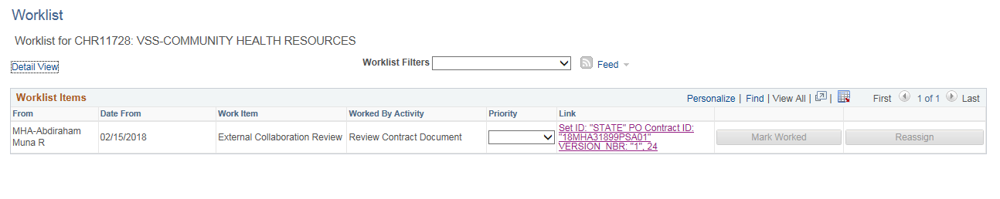 Worklist
Worklist for CHR11728: VSS-COMMUNITY HEALTH RESOURCES
Detail View Worklist Filters Feed
Worklist Items Personalize | Find | View All | | First 1 of 1 Last
From Date From Work Item Worked By Activity Priority Link
MHA-Abdiraham Muna R 02/15/2018 External Collaboration Review Review Contract Document Set ID: "STATE" PO Contract ID: "18MHA31899PSA01" VERSION_NBR: "1", 24 Mark Worked Reassign